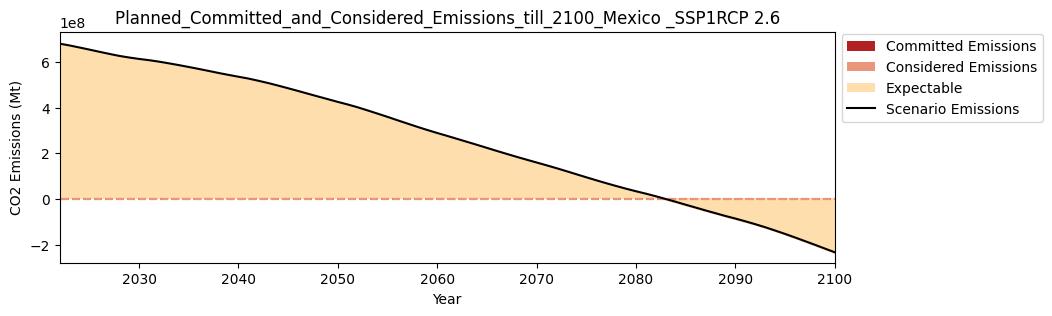 Planned_Committed_and_Considered_Emissions_till_2100_Mexico _SSP1RCP 2.6
1e8
6
4
2
0
−2
CO2 Emissions (Mt)
2030 2040 2050 2060 2070 2080 2090 2100
Year
Committed Emissions
Considered Emissions
Expectable
Scenario Emissions